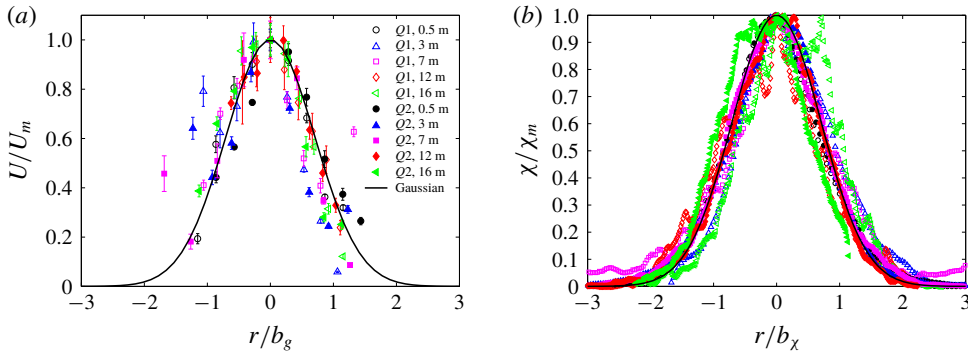 (a)
1.0
0.8
0.6
0.4
0.2
0
U/U_m
−3 −2 −1 0 1 2 3
r/b_g
Q1, 0.5 m
Q1, 3 m
Q1, 7 m
Q1, 12 m
Q1, 16 m
Q2, 0.5 m
Q2, 3 m
Q2, 7 m
Q2, 12 m
Q2, 16 m
Gaussian
(b)
1.0
0.9
0.8
0.7
0.6
0.5
0.4
0.3
0.2
0.1
0
χ/χ_m
−3 −2 −1 0 1 2 3
r/b_χ